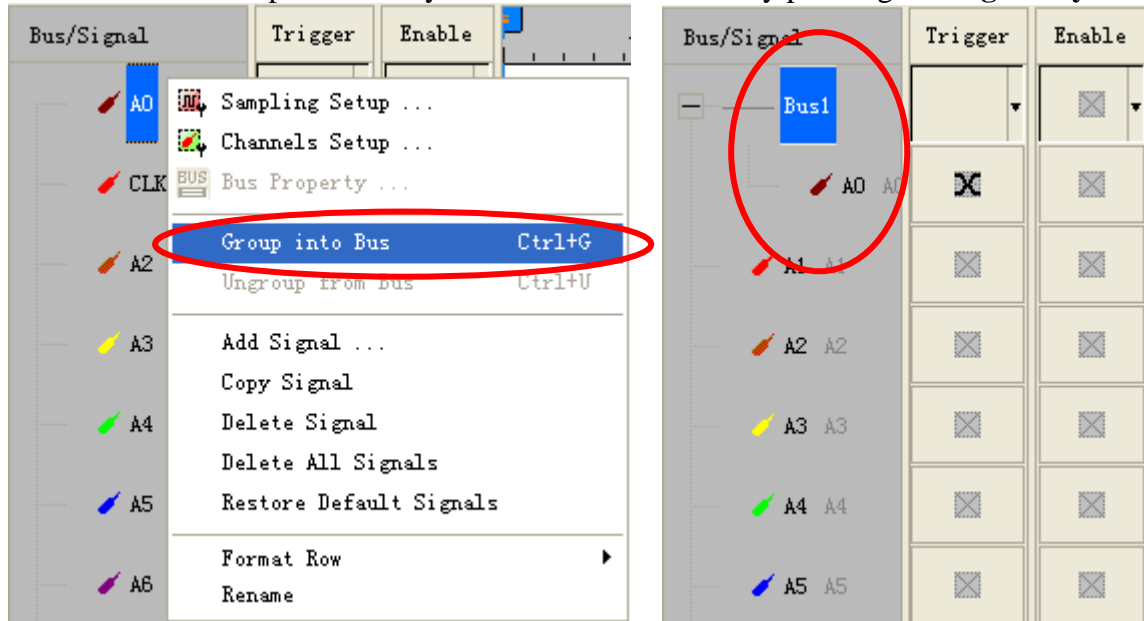 Bus/Signal Trigger Enable
A0
CLK
A2
A3
A4
A5
A6
Sampling Setup ...
Channels Setup ...
BUS Bus Property ...
Group into Bus Ctrl+G
Ungroup from Bus Ctrl+U
Add Signal ...
Copy Signal
Delete Signal
Delete All Signals
Restore Default Signals
Format Row
Rename
Bus/Signal Trigger Enable
Bus1
A0 A0
A1 A1
A2 A2
A3 A3
A4 A4
A5 A5